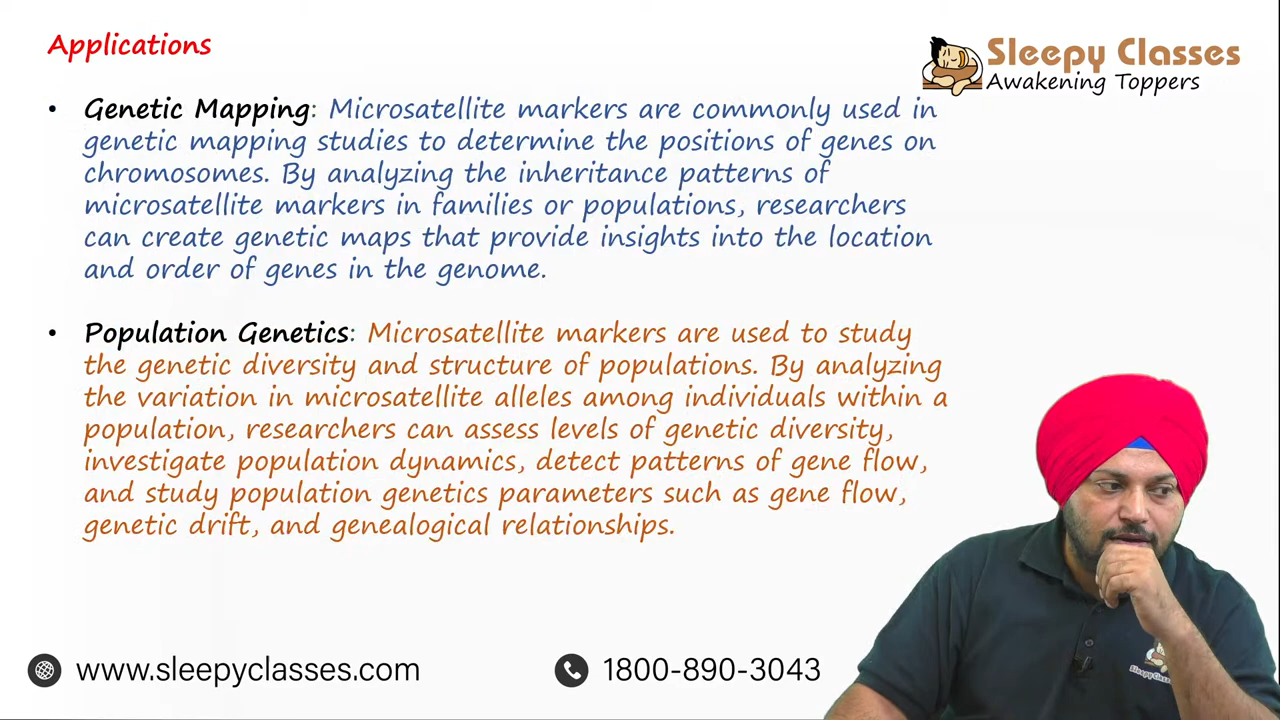 Applications
Sleepy Classes
Awakening Toppers
• Genetic Mapping: Microsatellite markers are commonly used in
genetic mapping studies to determine the positions of genes on
chromosomes. By analyzing the inheritance patterns of
microsatellite markers in families or populations, researchers
can create genetic maps that provide insights into the location
and order of genes in the genome.
• Population Genetics: Microsatellite markers are used to study
the genetic diversity and structure of populations. By analyzing
the variation in microsatellite alleles among individuals within a
population, researchers can assess levels of genetic diversity,
investigate population dynamics, detect patterns of gene flow,
and study population genetics parameters such as gene flow,
genetic drift, and genealogical relationships.
Sleepy Classes
www.sleepyclasses.com
1800-890-3043